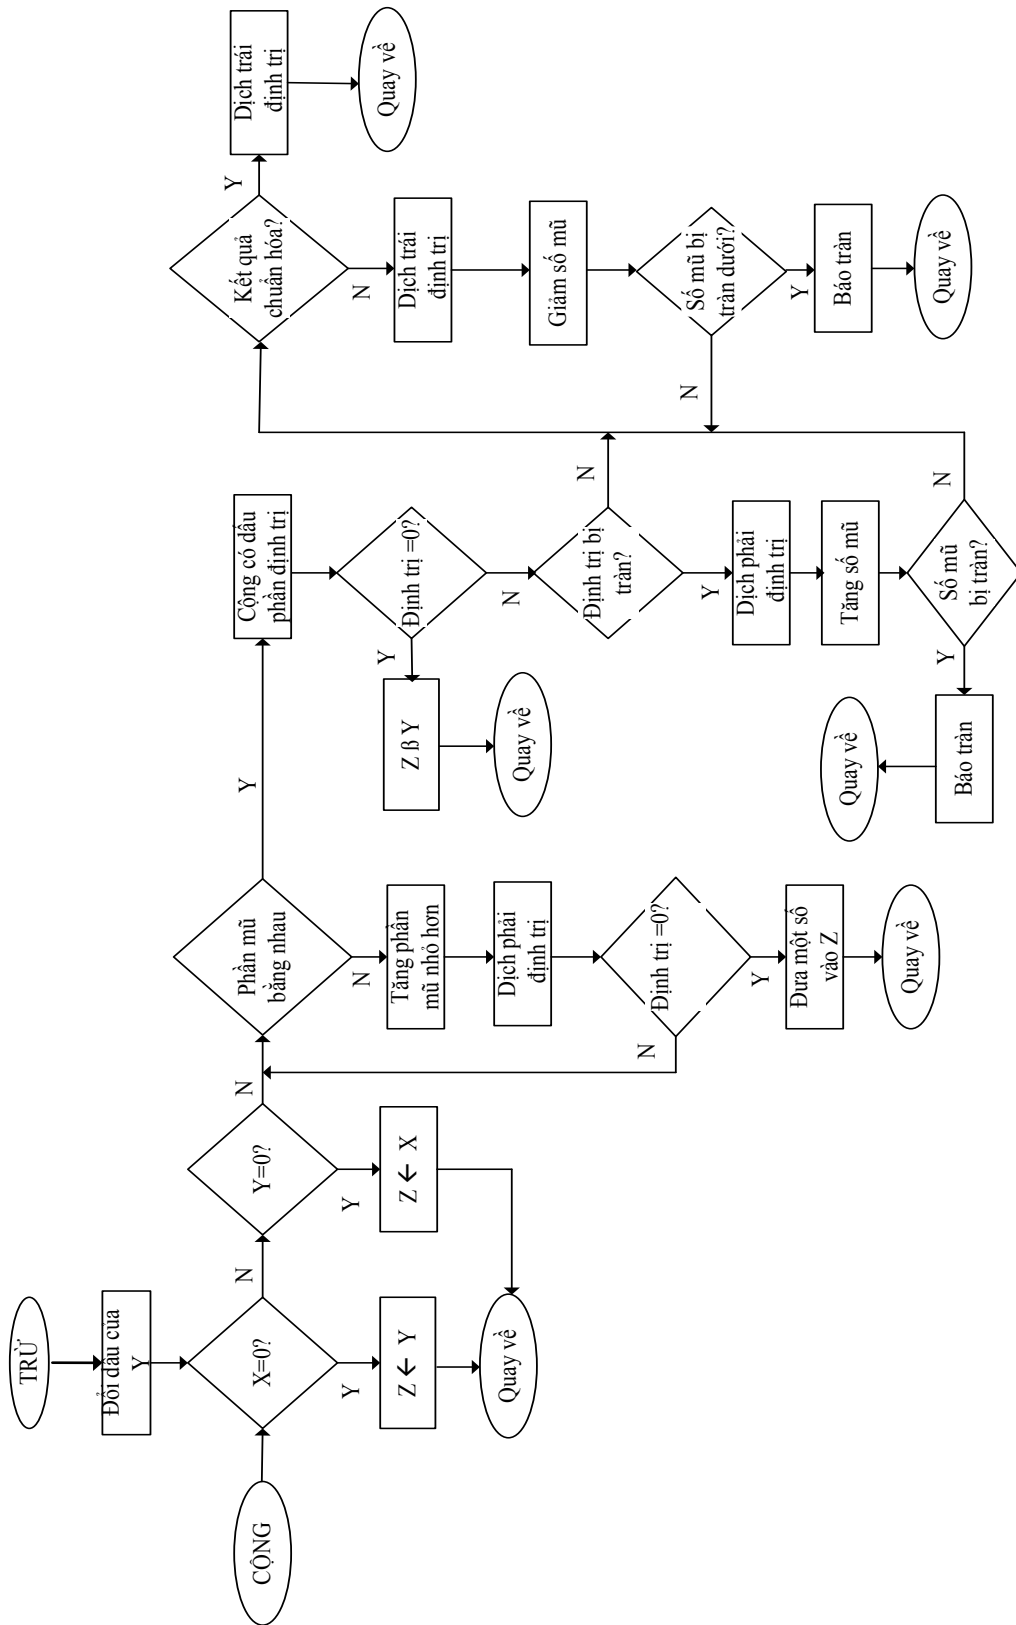 TRỪ
Đổi dấu của
Y
CỘNG
X=0?
N
Y
Z ← Y
Quay về
Y=0?
N
Y
Z ← X
Phần mũ
bằng nhau
Y
N
Tăng phần
mũ nhỏ hơn
Dịch phải
định trị
Định trị =0?
N
Y
Đưa một số
vào Z
Quay về
Cộng có dấu
phần định trị
Định trị =0?
Y
N
Z ß Y
Quay về
Định trị bị
tràn?
N
Y
Dịch phải
định trị
Tăng số mũ
Số mũ
bị tràn?
Y
N
Báo tràn
Quay về
Kết quả
chuẩn hóa?
Y
N
Dịch trái
định trị
Quay về
Dịch trái
định trị
Giảm số mũ
Số mũ bị
tràn dưới?
N
Y
Báo tràn
Quay về